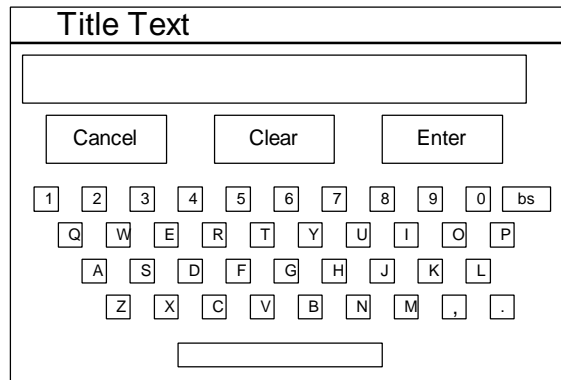 Title Text
Cancel Clear Enter
1 2 3 4 5 6 7 8 9 0 bs
Q W E R T Y U I O P
A S D F G H J K L
Z X C V B N M , .